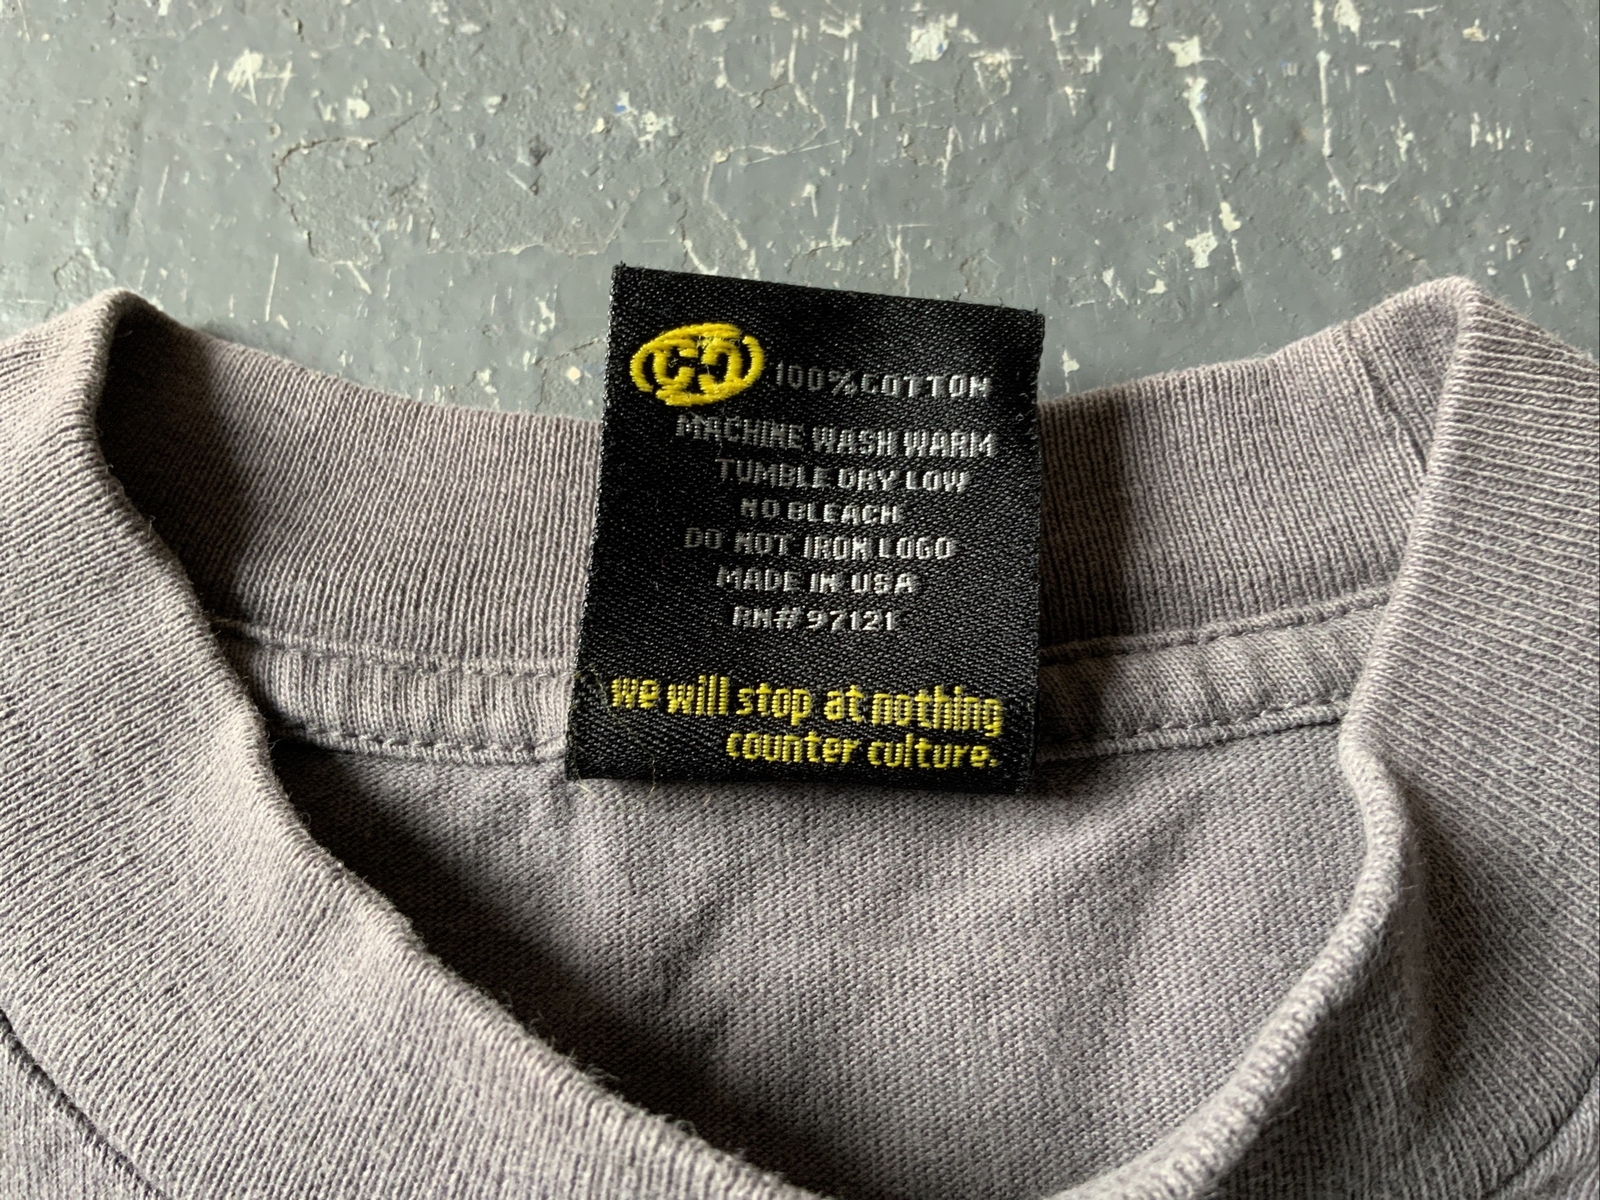 100% COTTON
MACHINE WASH WARM
TUMBLE DRY LOW
NO BLEACH
DO NOT IRON LOGO
MADE IN USA
RN# 97121
we will stop at nothing
counter culture.